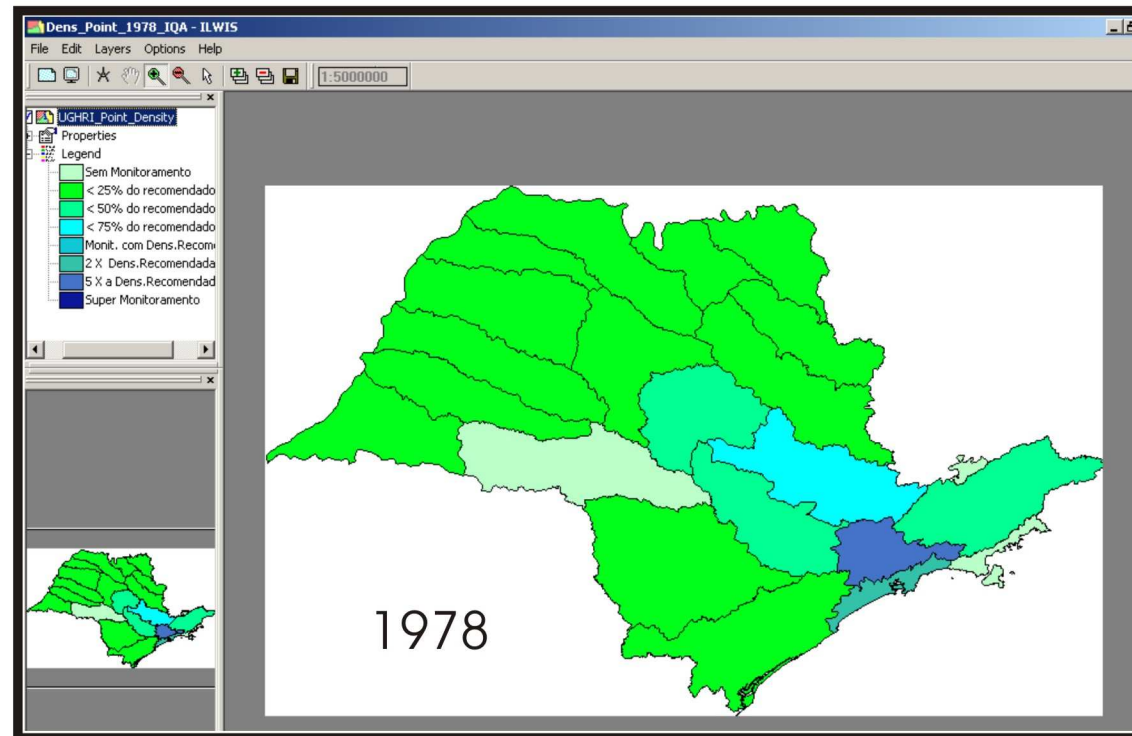 Dens_Point_1978_IQA - ILWIS
File Edit Layers Options Help
1:5000000
UGHRI_Point_Density
Properties
Legend
Sem Monitoramento
< 25% do recomendado
< 50% do recomendado
< 75% do recomendado
Monit. com Dens.Recom
2 X Dens.Recomendada
5 X a Dens.Recomendad
Super Monitoramento
1978